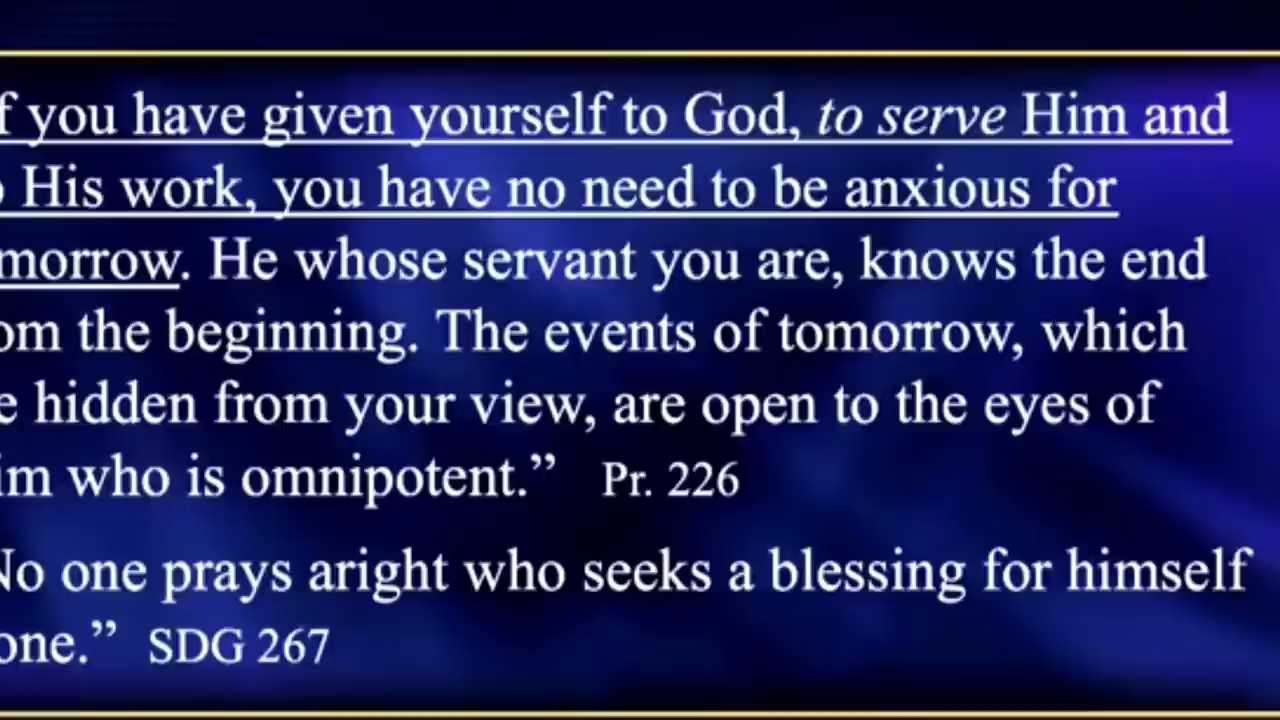 f you have given yourself to God, to serve Him and
o His work, you have no need to be anxious for
morrow. He whose servant you are, knows the end
om the beginning. The events of tomorrow, which
e hidden from your view, are open to the eyes of
im who is omnipotent.” Pr. 226
No one prays aright who seeks a blessing for himself
one.” SDG 267